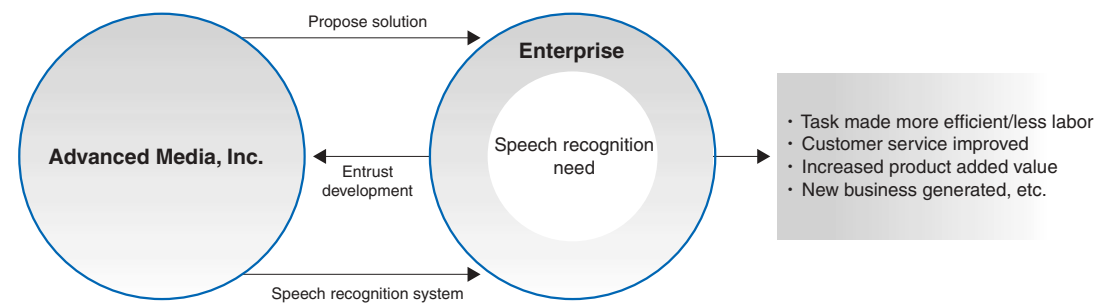 Propose solution
Enterprise
Advanced Media, Inc.
Speech recognition
need
Entrust
development
Speech recognition system
・ Task made more efficient/less labor
・ Customer service improved
・ Increased product added value
・ New business generated, etc.